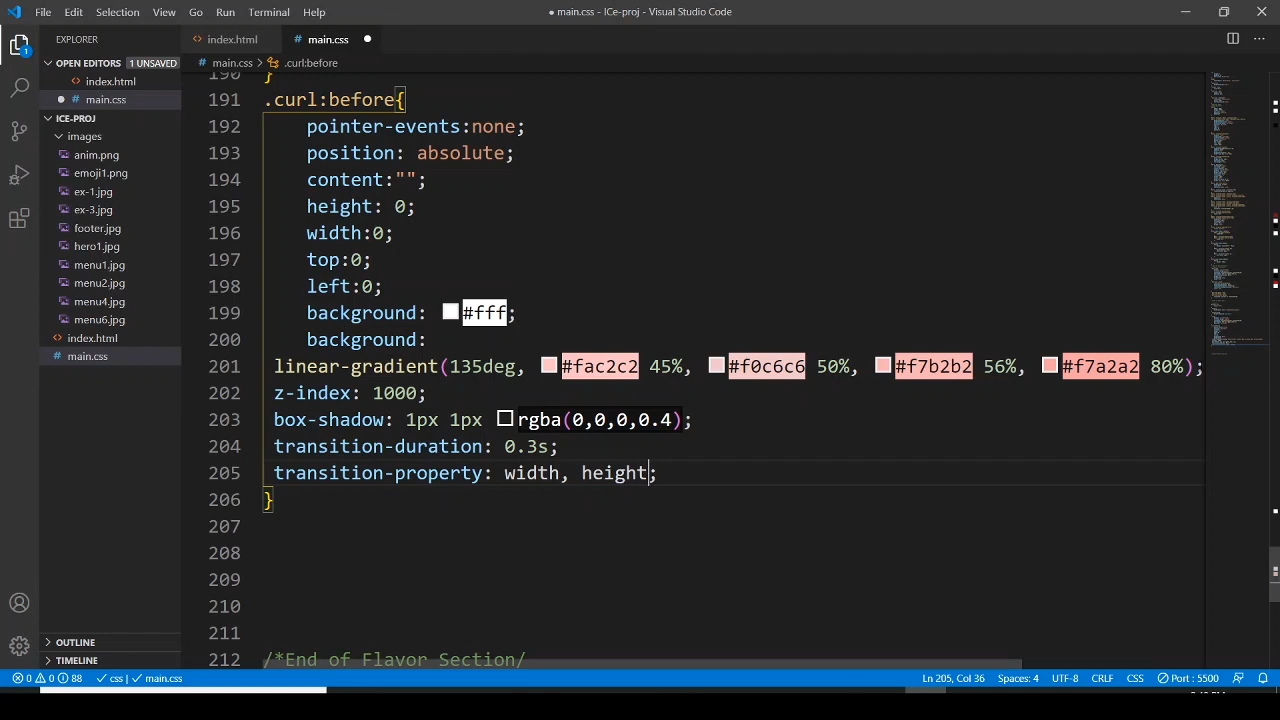 File Edit Selection View Go Run Terminal Help
● main.css - ICe-proj - Visual Studio Code
EXPLORER
index.html
main.css
OPEN EDITORS 1 UNSAVED
main.css > .curl:before
index.html
main.css
ICE-PROJ
images
anim.png
emoji1.png
ex-1.jpg
ex-3.jpg
footer.jpg
hero1.jpg
menu1.jpg
menu2.jpg
menu4.jpg
menu6.jpg
index.html
main.css
OUTLINE
TIMELINE
1
190 }
191 .curl:before{
192 pointer-events:none;
193 position: absolute;
194 content:"";
195 height: 0;
196 width:0;
197 top:0;
198 left:0;
199 background: #fff;
200 background:
201 linear-gradient(135deg, #fac2c2 45%, #f0c6c6 50%, #f7b2b2 56%, #f7a2a2 80%);
202 z-index: 1000;
203 box-shadow: 1px 1px rgba(0,0,0,0.4);
204 transition-duration: 0.3s;
205 transition-property: width, height;
206 }
207
208
209
210
211
212 /*End of Flavor Section/
0 0 88 css main.css Ln 205, Col 36 Spaces: 4 UTF-8 CRLF CSS Port : 5500